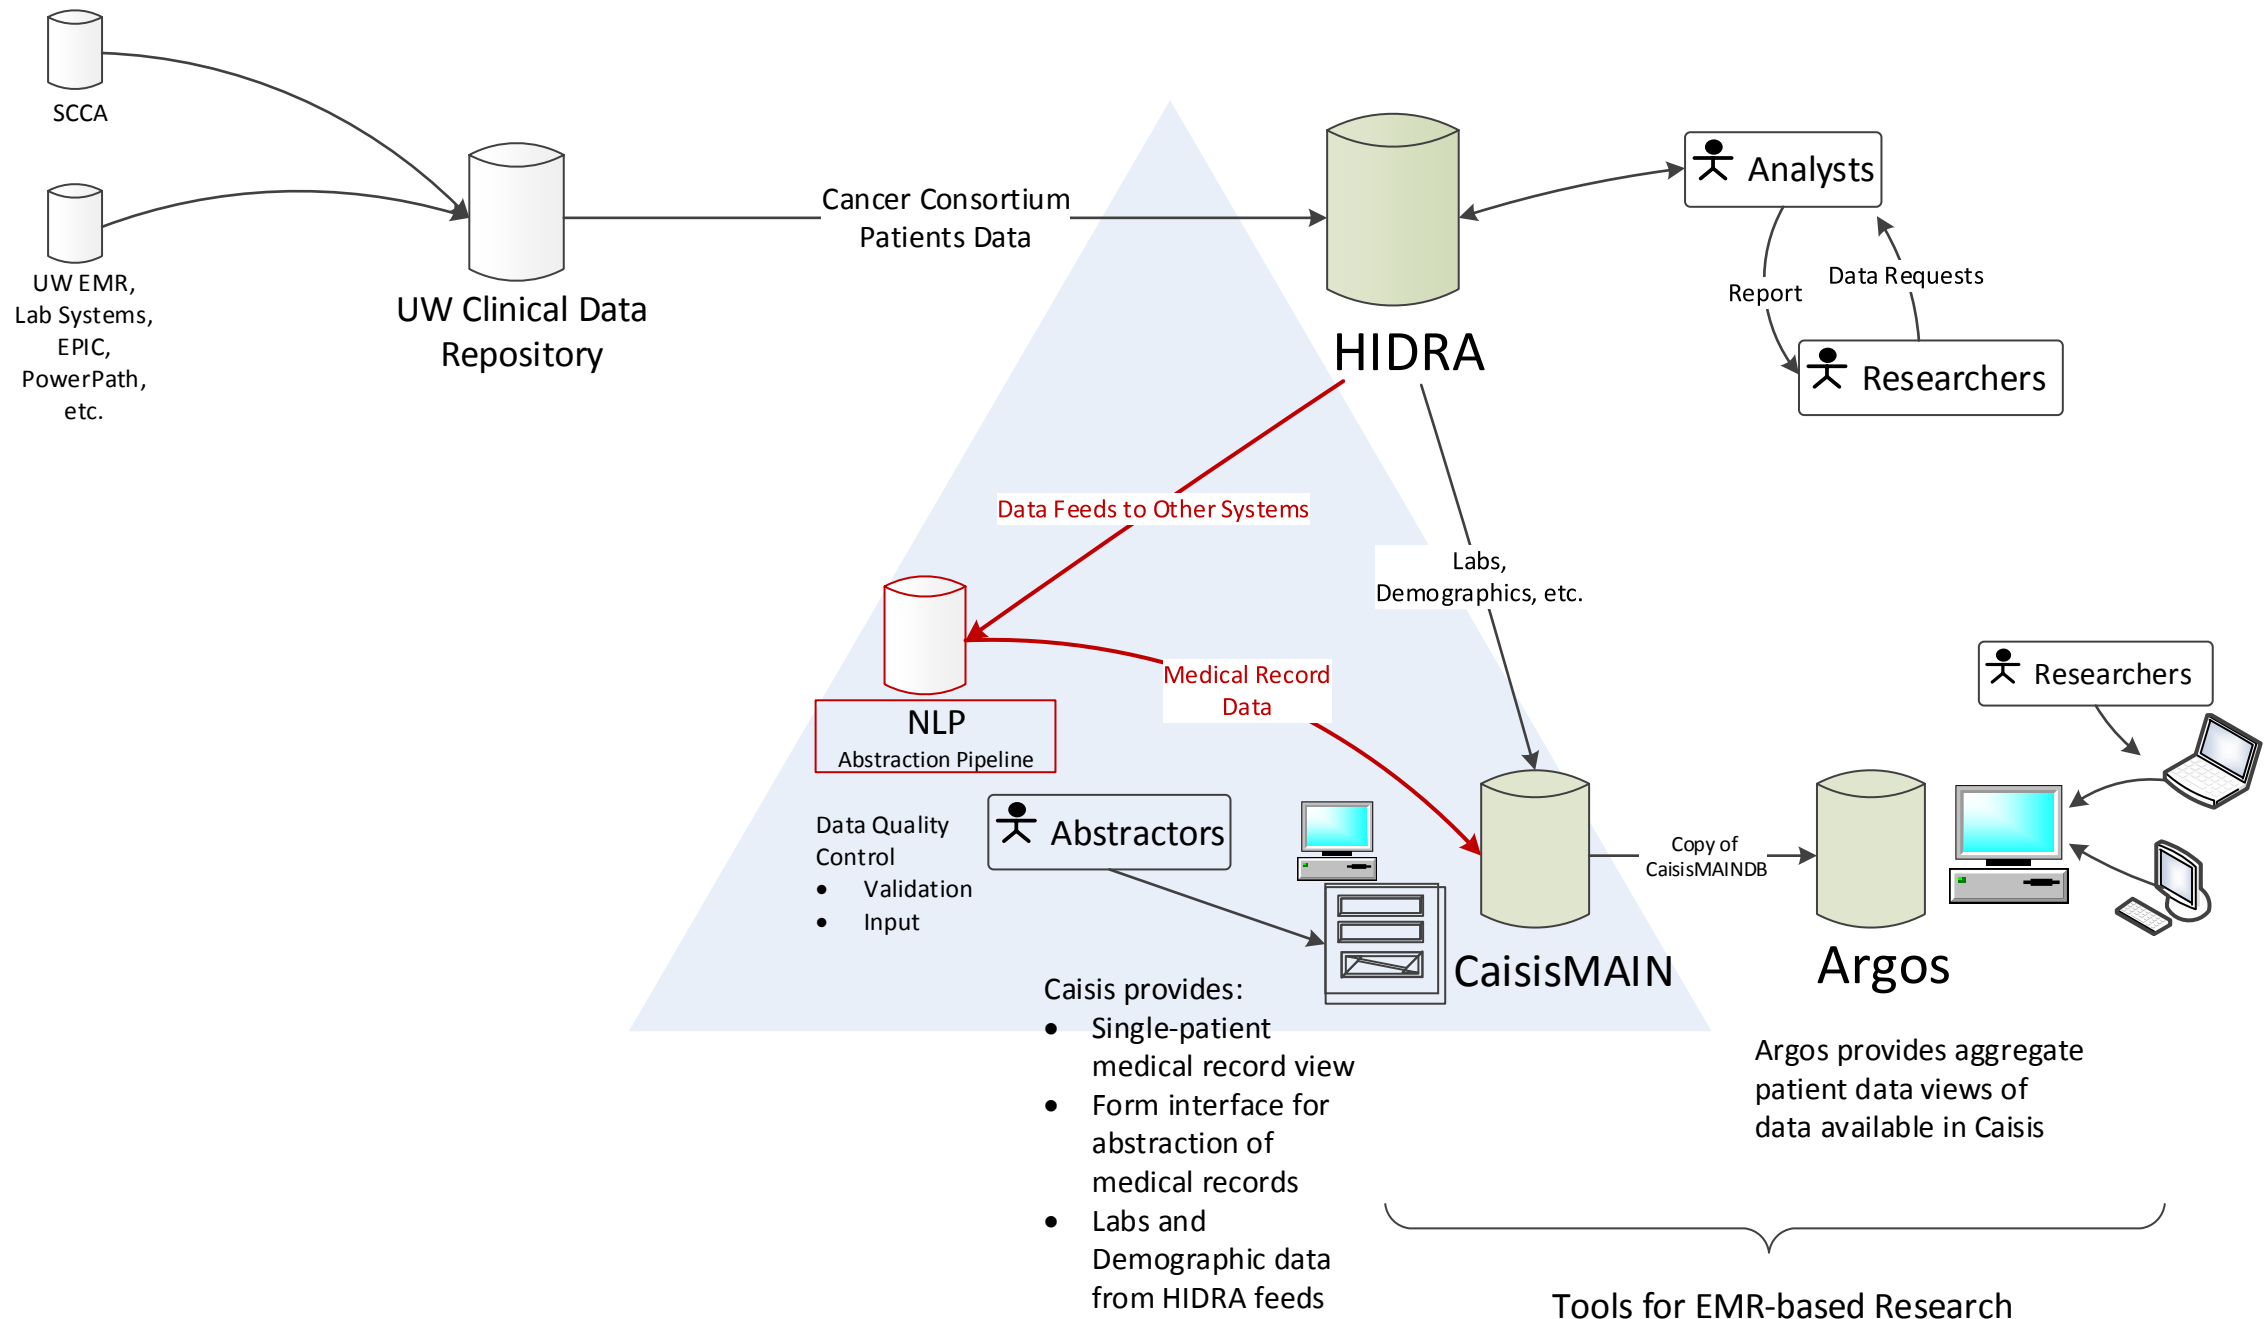 SCCA
UW EMR,
Lab Systems,
EPIC,
PowerPath,
etc.
UW Clinical Data
Repository
Cancer Consortium
Patients Data
HIDRA
Analysts
Report
Data Requests
Researchers
Data Feeds to Other Systems
Labs,
Demographics, etc.
NLP
Abstraction Pipeline
Medical Record
Data
Researchers
Data Quality
Control
• Validation
• Input
Abstractors
CaisisMAIN
Copy of
CaisisMAINDB
Argos
Caisis provides:
• Single-patient
medical record view
• Form interface for
abstraction of
medical records
• Labs and
Demographic data
from HIDRA feeds
Argos provides aggregate
patient data views of
data available in Caisis
Tools for EMR-based Research